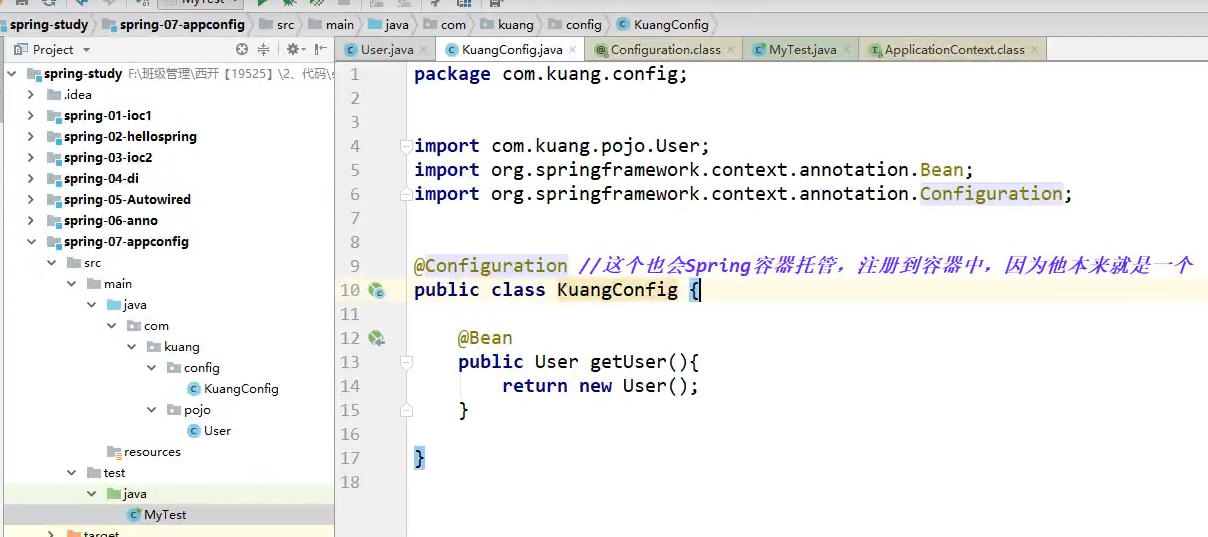 MyTest
spring-study spring-07-appconfig src main java com kuang config KuangConfig
Project
User.java KuangConfig.java Configuration.class MyTest.java ApplicationContext.class
spring-study F:\班级管理\西开【19525】\2、代码\s
.idea
spring-01-ioc1
spring-02-hellospring
spring-03-ioc2
spring-04-di
spring-05-Autowired
spring-06-anno
spring-07-appconfig
src
main
java
com
kuang
config
KuangConfig
pojo
User
resources
test
java
MyTest
target
1 package com.kuang.config;
2
3
4 import com.kuang.pojo.User;
5 import org.springframework.context.annotation.Bean;
6 import org.springframework.context.annotation.Configuration;
7
8
9 @Configuration //这个也会Spring容器托管，注册到容器中，因为他本来就是一个
10 public class KuangConfig {
11
12 @Bean
13 public User getUser(){
14 return new User();
15 }
16
17 }
18